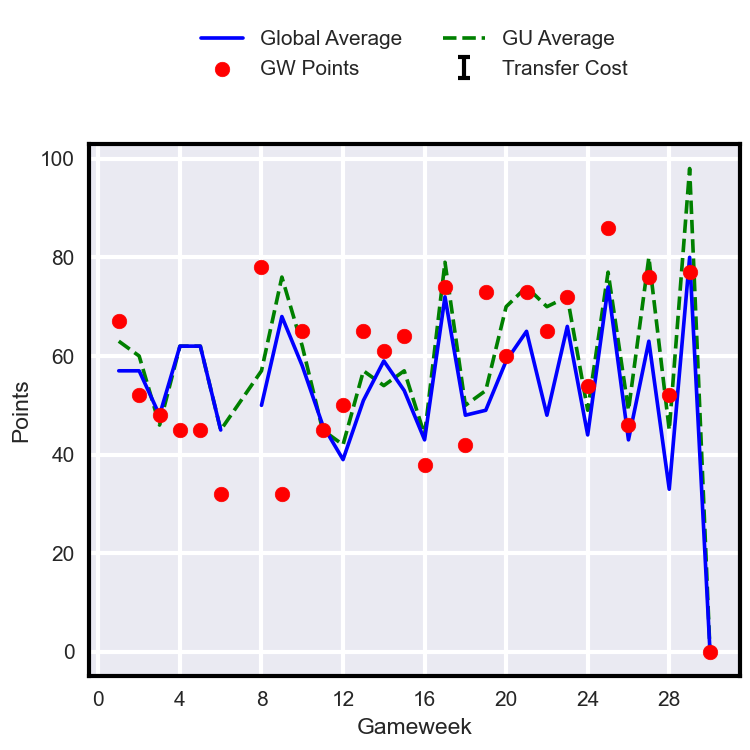 Global Average
GU Average
GW Points
Transfer Cost
100
80
60
40
20
0
Points
0 4 8 12 16 20 24 28
Gameweek